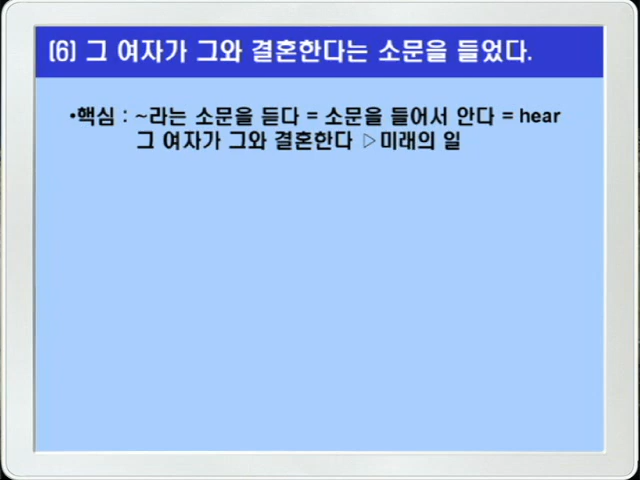 (6) 그 여자가 그와 결혼한다는 소문을 들었다.
•핵심 : ~라는 소문을 듣다 = 소문을 들어서 안다 = hear
그 여자가 그와 결혼한다 ▷미래의 일